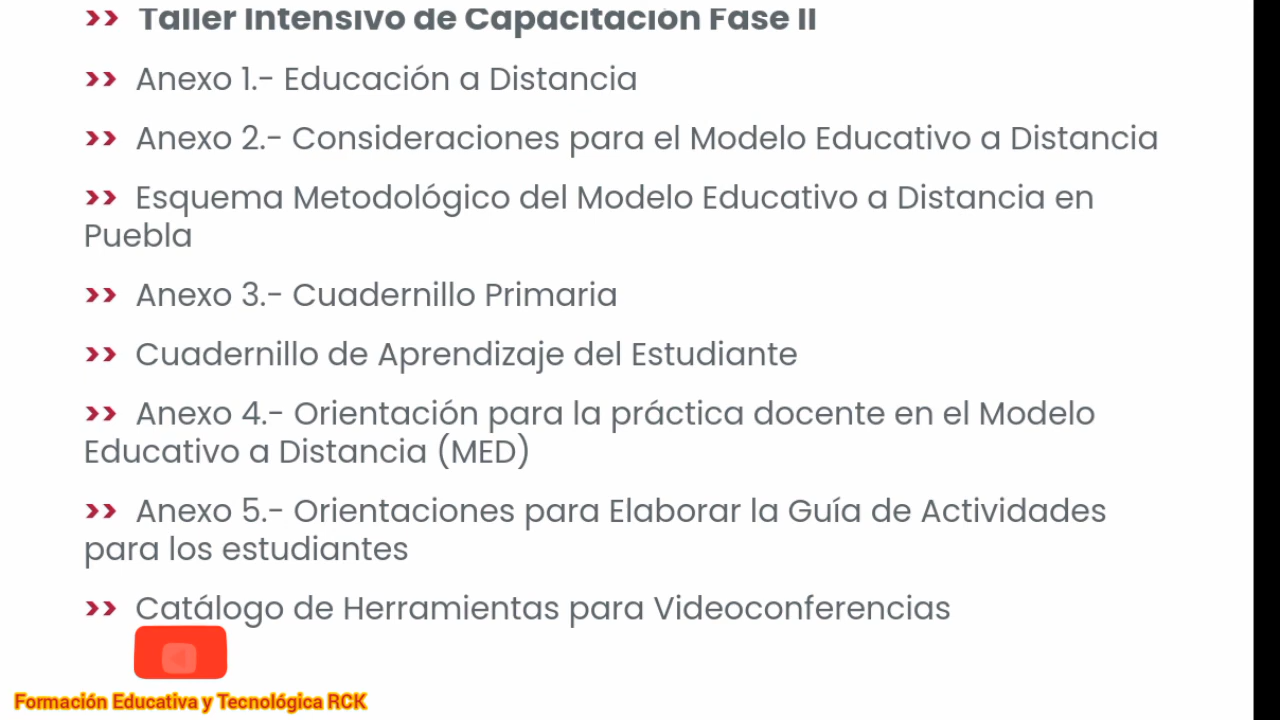 >> Taller Intensivo de Capacitación Fase II
>> Anexo 1.- Educación a Distancia
>> Anexo 2.- Consideraciones para el Modelo Educativo a Distancia
>> Esquema Metodológico del Modelo Educativo a Distancia en
Puebla
>> Anexo 3.- Cuadernillo Primaria
>> Cuadernillo de Aprendizaje del Estudiante
>> Anexo 4.- Orientación para la práctica docente en el Modelo
Educativo a Distancia (MED)
>> Anexo 5.- Orientaciones para Elaborar la Guía de Actividades
para los estudiantes
>> Catálogo de Herramientas para Videoconferencias
Formación Educativa y Tecnológica RCK